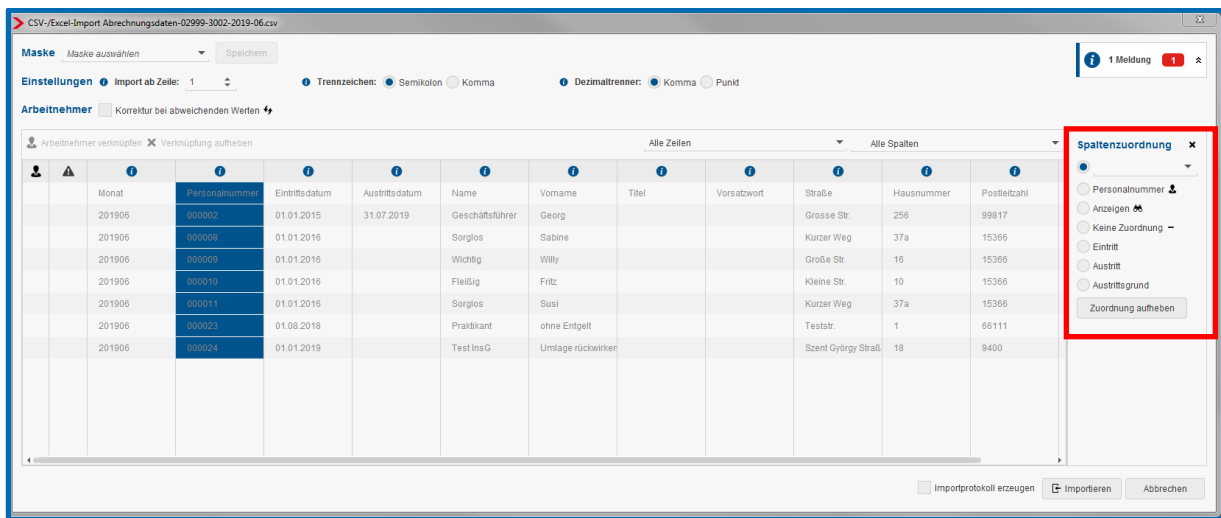 CSV-/Excel-Import Abrechnungsdaten-02999-3002-2019-06.csv
Maske Maske auswählen Speichern
1 Meldung 1
Einstellungen Import ab Zeile: 1 Trennzeichen: Semikolon Komma Dezimaltrenner: Komma Punkt
Arbeitnehmer Korrektur bei abweichenden Werten
Arbeitnehmer verknüpfen Verknüpfung aufheben Alle Zeilen Alle Spalten
Monat Personalnummer Eintrittsdatum Austrittsdatum Name Vorname Titel Vorsatzwort Straße Hausnummer Postleitzahl
201906 000002 01.01.2015 31.07.2019 Geschäftsführer Georg Grosse Str. 256 99817
201906 000008 01.01.2016 Sorglos Sabine Kurzer Weg 37a 15366
201906 000009 01.01.2016 Wichtig Willy Große Str. 16 15366
201906 000010 01.01.2016 Fleißig Fritz Kleine Str. 10 15366
201906 000011 01.01.2016 Sorglos Susi Kurzer Weg 37a 15366
201906 000023 01.08.2018 Praktikant ohne Entgelt Teststr. 1 66111
201906 000024 01.01.2019 Test InsG Umlage rückwirken Szent György Straß 18 9400
Spaltenzuordnung
Personalnummer
Anzeigen
Keine Zuordnung
Eintritt
Austritt
Austrittsgrund
Zuordnung aufheben
Importprotokoll erzeugen Importieren Abbrechen